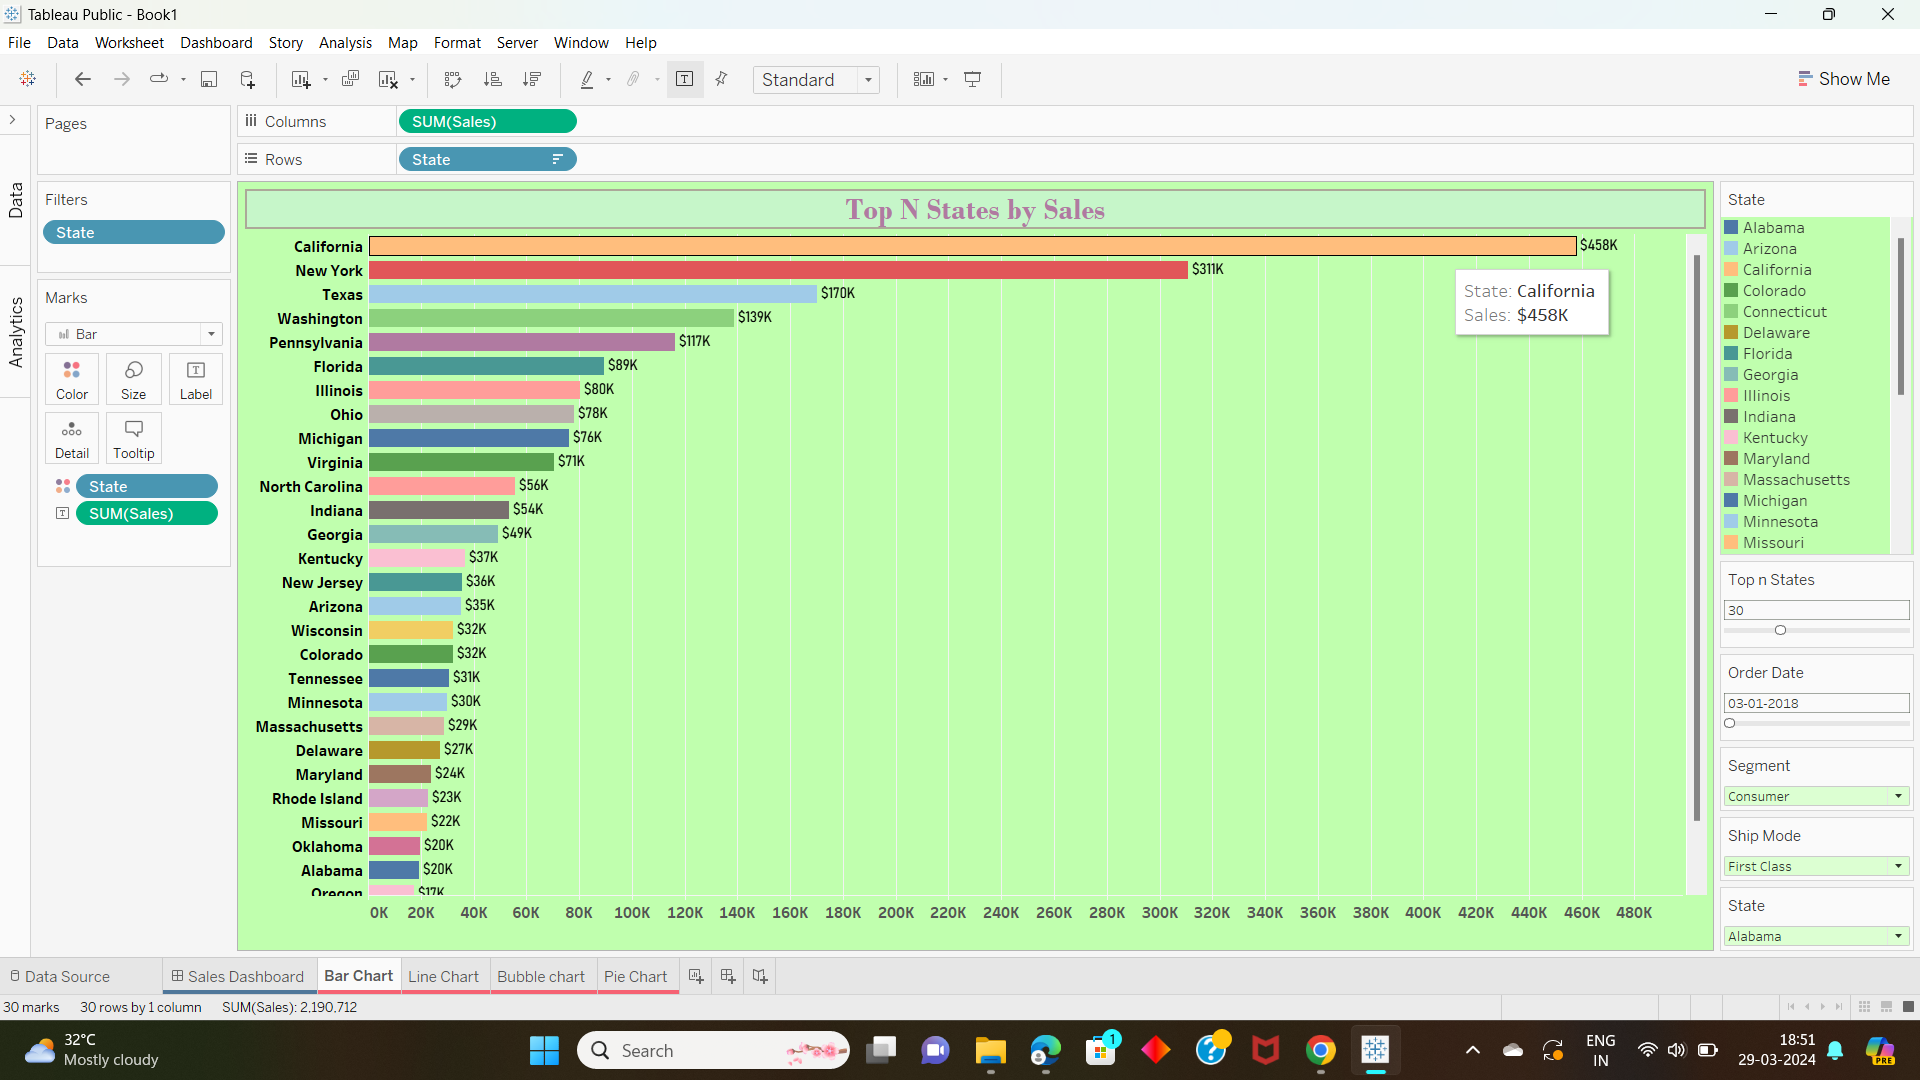 Tableau Public - Book1
File Data Worksheet Dashboard Story Analysis Map Format Server Window Help
Standard
Show Me
Data
Analytics
Pages
Filters
State
Marks
Bar
Color Size Label
Detail Tooltip
State
SUM(Sales)
Columns SUM(Sales)
Rows State
Top N States by Sales
California $458K
New York $311K
Texas $170K
Washington $139K
Pennsylvania $117K
Florida $89K
Illinois $80K
Ohio $78K
Michigan $76K
Virginia $71K
North Carolina $56K
Indiana $54K
Georgia $49K
Kentucky $37K
New Jersey $36K
Arizona $35K
Wisconsin $32K
Colorado $32K
Tennessee $31K
Minnesota $30K
Massachusetts $29K
Delaware $27K
Maryland $24K
Rhode Island $23K
Missouri $22K
Oklahoma $20K
Alabama $20K
Oregon $17K
0K 20K 40K 60K 80K 100K 120K 140K 160K 180K 200K 220K 240K 260K 280K 300K 320K 340K 360K 380K 400K 420K 440K 460K 480K
State: California
Sales: $458K
State
Alabama
Arizona
California
Colorado
Connecticut
Delaware
Florida
Georgia
Illinois
Indiana
Kentucky
Maryland
Massachusetts
Michigan
Minnesota
Missouri
Top n States
30
Order Date
03-01-2018
Segment
Consumer
Ship Mode
First Class
State
Alabama
Data Source Sales Dashboard Bar Chart Line Chart Bubble chart Pie Chart
30 marks 30 rows by 1 column SUM(Sales): 2,190,712
32°C
Mostly cloudy
Search
1
ENG
IN
18:51
29-03-2024
PRE